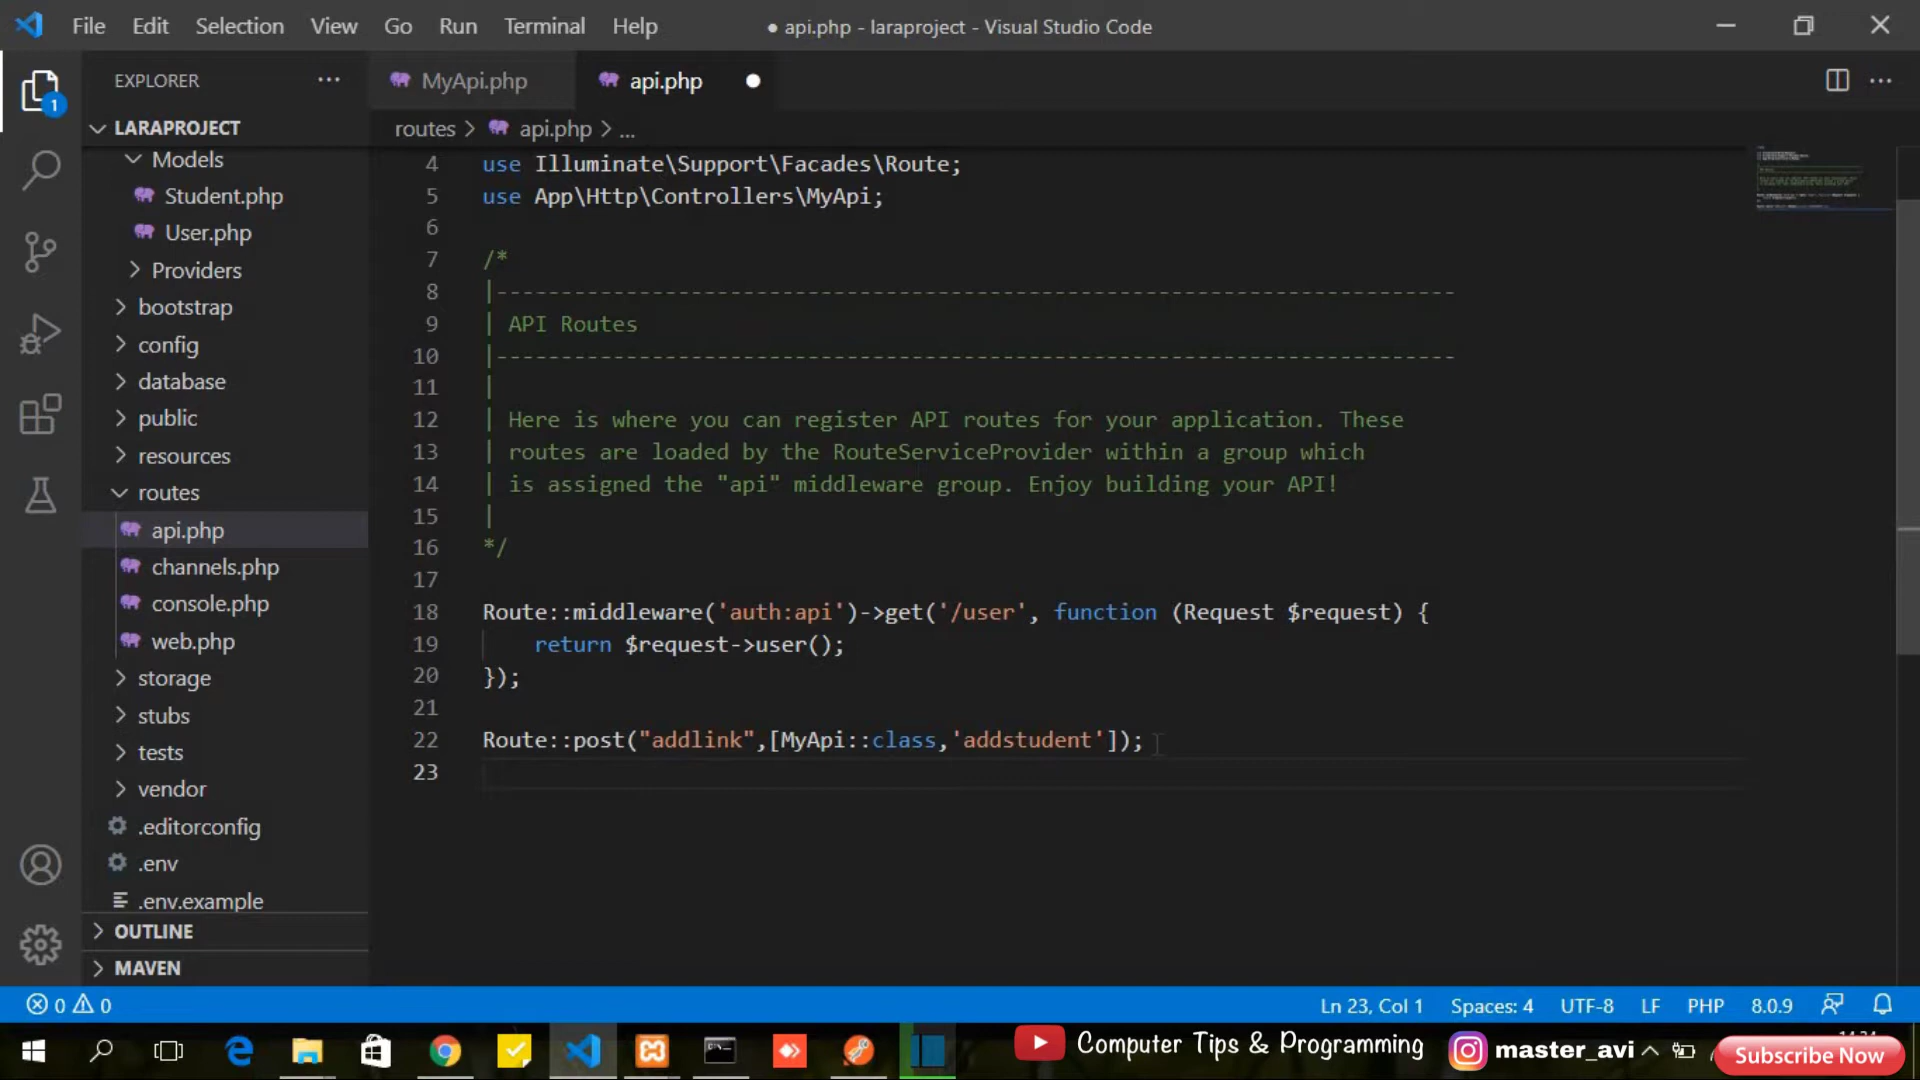 File Edit Selection View Go Run Terminal Help
● api.php - laraproject - Visual Studio Code
EXPLORER
1
LARAPROJECT
Models
Student.php
User.php
Providers
bootstrap
config
database
public
resources
routes
api.php
channels.php
console.php
web.php
storage
stubs
tests
vendor
.editorconfig
.env
.env.example
OUTLINE
MAVEN
MyApi.php
api.php
routes > api.php > ...
4 use Illuminate\Support\Facades\Route;
5 use App\Http\Controllers\MyApi;
6
7 /*
8 |--------------------------------------------------------------------------
9 | API Routes
10 |--------------------------------------------------------------------------
11 |
12 | Here is where you can register API routes for your application. These
13 | routes are loaded by the RouteServiceProvider within a group which
14 | is assigned the "api" middleware group. Enjoy building your API!
15 |
16 */
17
18 Route::middleware('auth:api')->get('/user', function (Request $request) {
19 return $request->user();
20 });
21
22 Route::post("addlink",[MyApi::class,'addstudent']);
23
0 0
Ln 23, Col 1
Spaces: 4
UTF-8
LF
PHP
8.0.9
Computer Tips & Programming
master_avi
Subscribe Now